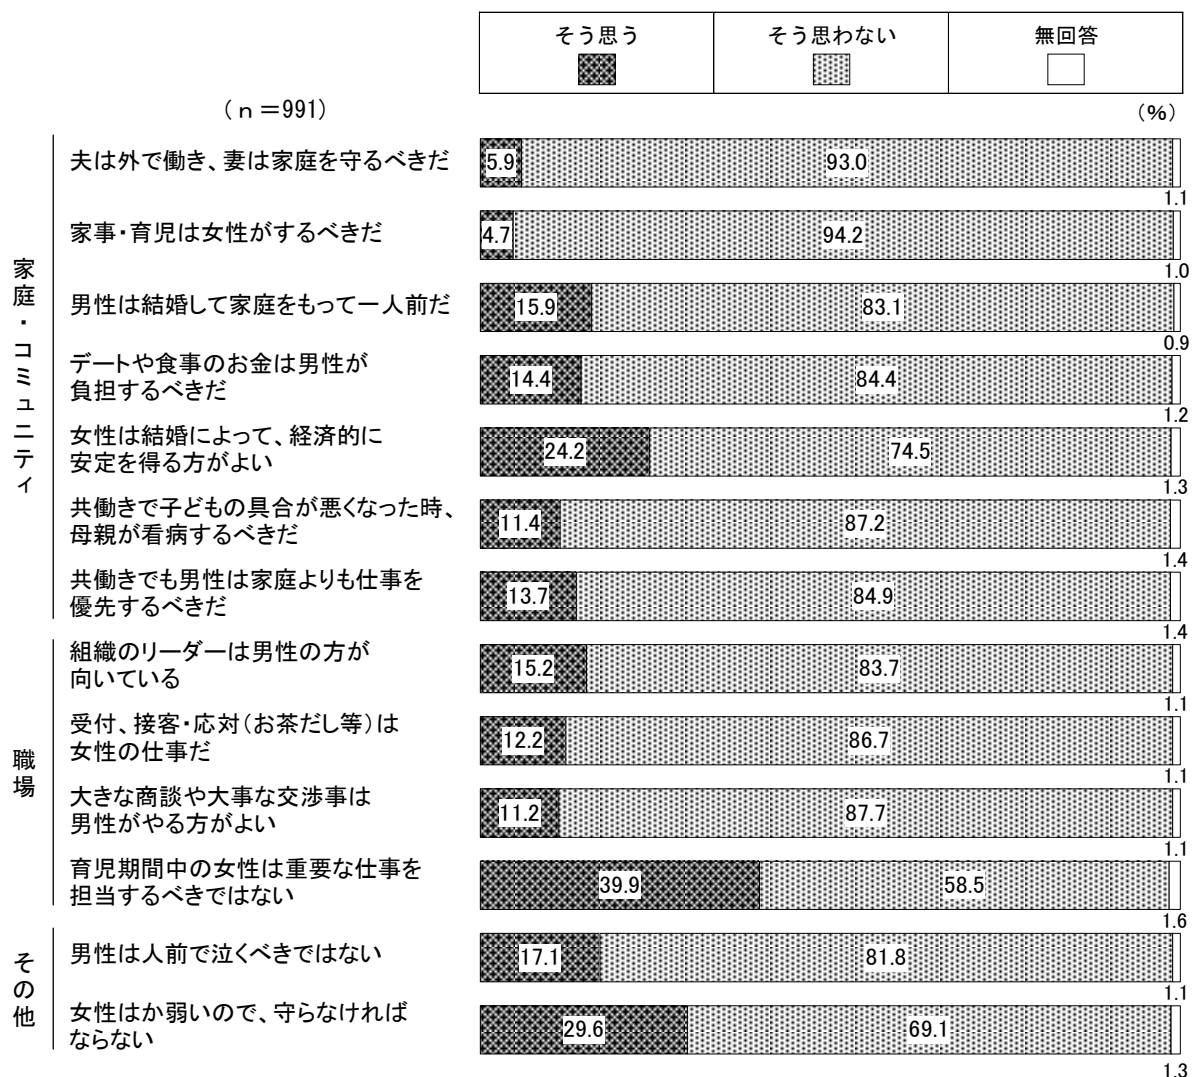 そう思う
そう思わない
無回答
(n=991)
(%)
家庭・コミュニティ
夫は外で働き、妻は家庭を守るべきだ
5.9
93.0
1.1
家事・育児は女性がするべきだ
4.7
94.2
1.0
男性は結婚して家庭をもって一人前だ
15.9
83.1
0.9
デートや食事のお金は男性が
負担するべきだ
14.4
84.4
1.2
女性は結婚によって、経済的に
安定を得る方がよい
24.2
74.5
1.3
共働きで子どもの具合が悪くなった時、
母親が看病するべきだ
11.4
87.2
1.4
共働きでも男性は家庭よりも仕事を
優先するべきだ
13.7
84.9
1.4
職場
組織のリーダーは男性の方が
向いている
15.2
83.7
1.1
受付、接客・応対(お茶だし等)は
女性の仕事だ
12.2
86.7
1.1
大きな商談や大事な交渉事は
男性がやる方がよい
11.2
87.7
1.1
育児期間中の女性は重要な仕事を
担当するべきではない
39.9
58.5
1.6
その他
男性は人前で泣くべきではない
17.1
81.8
1.1
女性はか弱いので、守らなければ
ならない
29.6
69.1
1.3